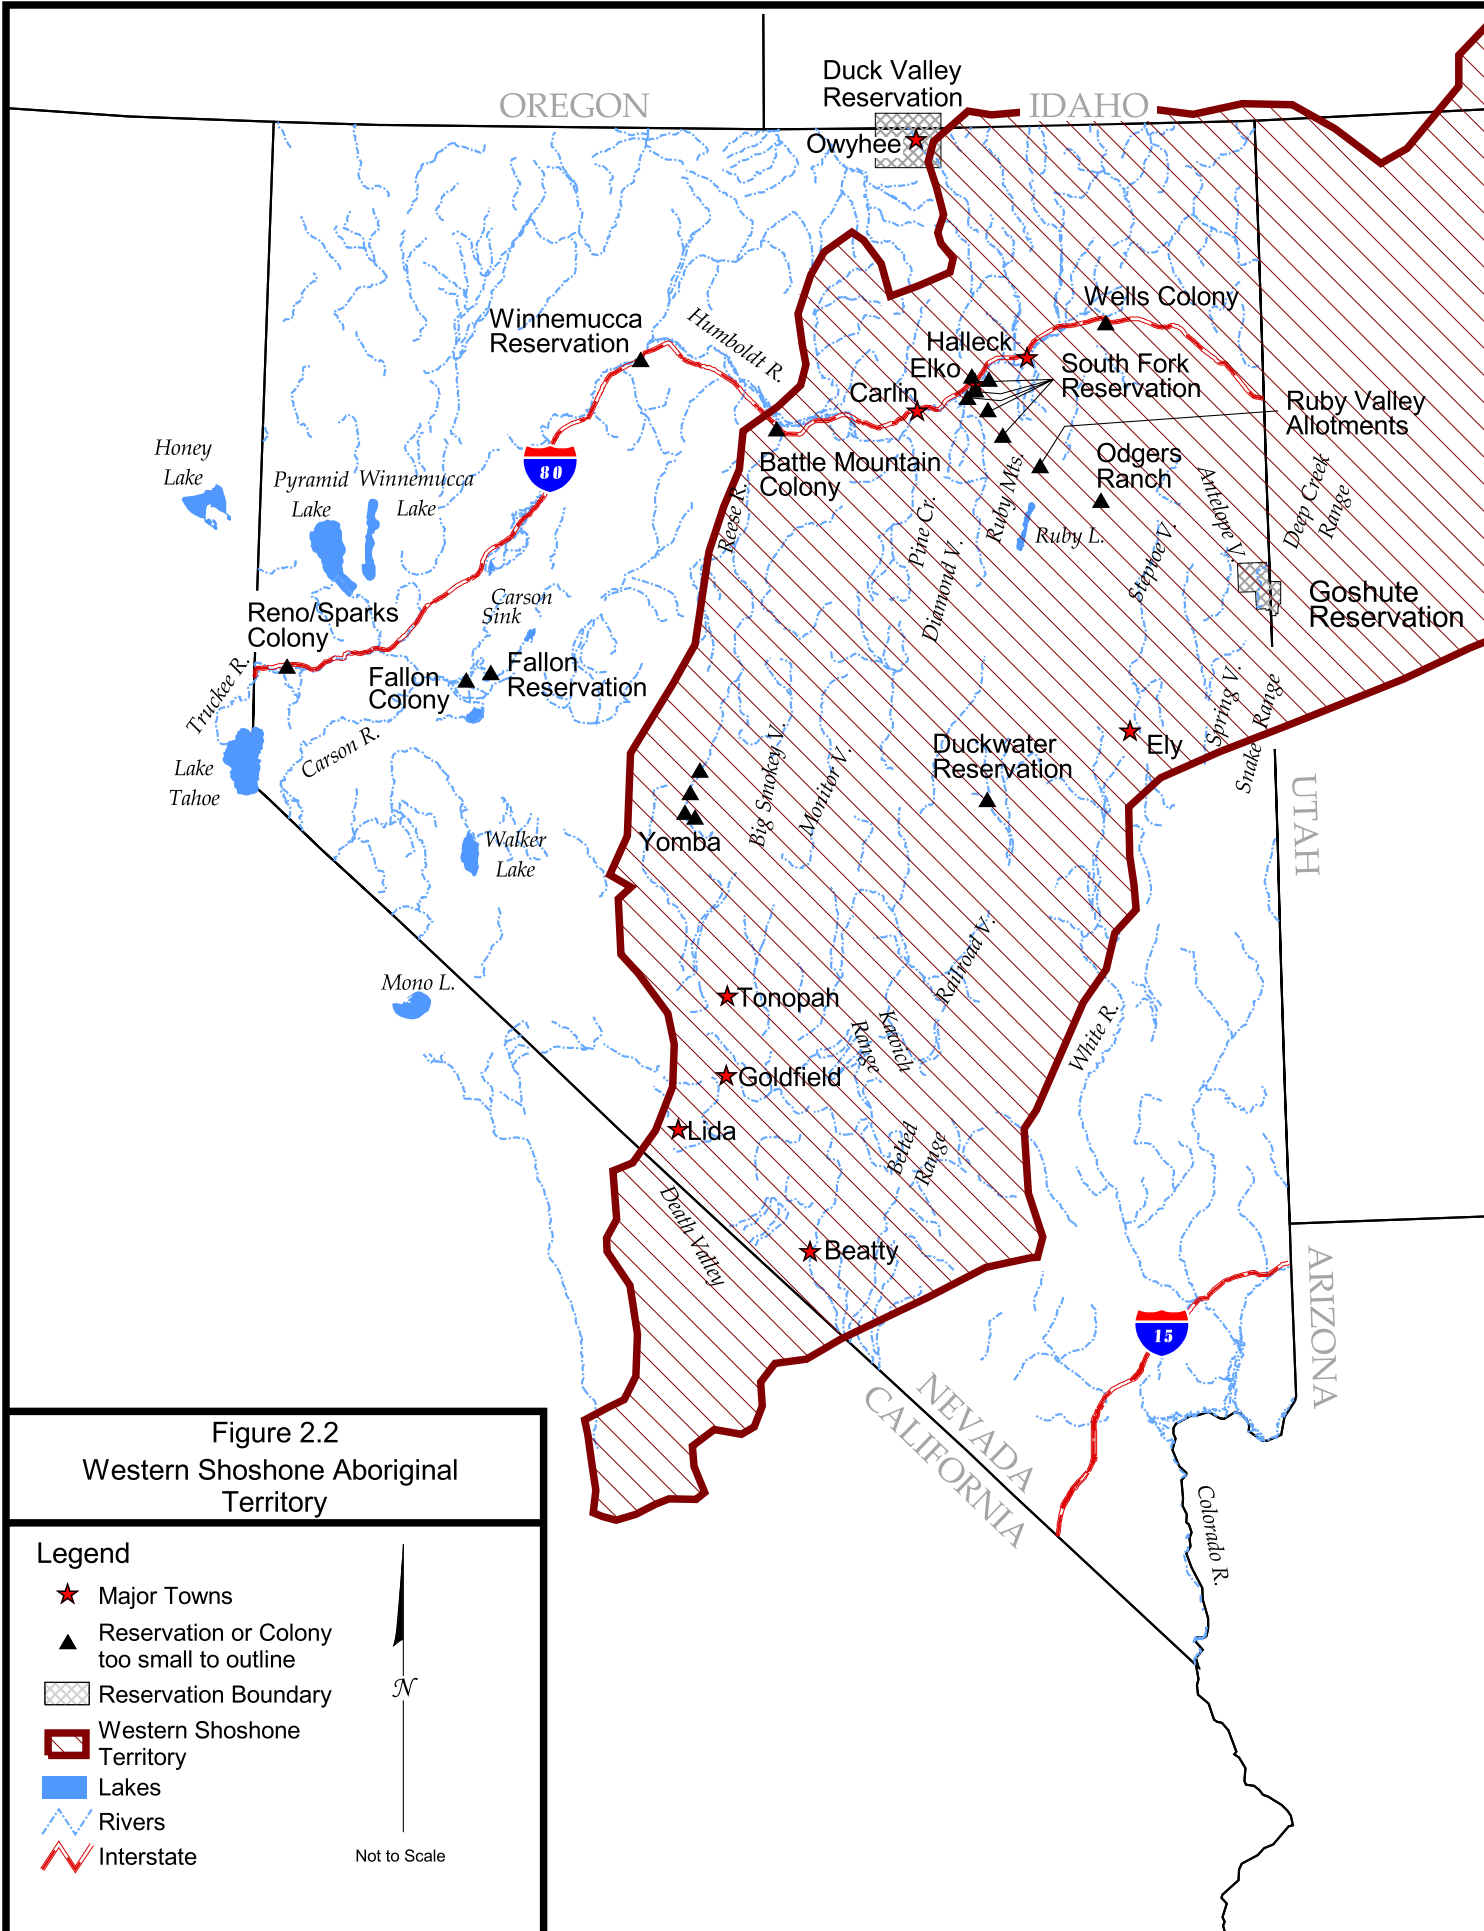 Duck Valley
Reservation
OREGON
IDAHO
Owyhee
Wells Colony
Winnemucca
Reservation
Humboldt R.
Halleck
Elko
South Fork
Reservation
Carlin
Ruby Valley
Allotments
Honey
Lake
80
Pyramid
Lake
Winnemucca
Lake
Battle Mountain
Colony
Odgers
Ranch
Reese R.
Pine Cr.
Diamond V.
Ruby Mts.
Ruby L.
Steptoe V.
Antelope V.
Deep Creek
Range
Goshute
Reservation
Carson
Sink
Reno/Sparks
Colony
Truckee R.
Fallon
Colony
Fallon
Reservation
Carson R.
Lake
Tahoe
Spring V.
Snake Range
Ely
Duckwater
Reservation
Big Smokey V.
Monitor V.
Yomba
Walker
Lake
UTAH
Mono L.
Tonopah
Railroad V.
Kawich
Range
White R.
Goldfield
Lida
Belted
Range
Death Valley
Beatty
ARIZONA
15
NEVADA
CALIFORNIA
Colorado R.
Figure 2.2
Western Shoshone Aboriginal
Territory
Legend
Major Towns
Reservation or Colony
too small to outline
Reservation Boundary
Western Shoshone
Territory
Lakes
Rivers
Interstate
N
Not to Scale